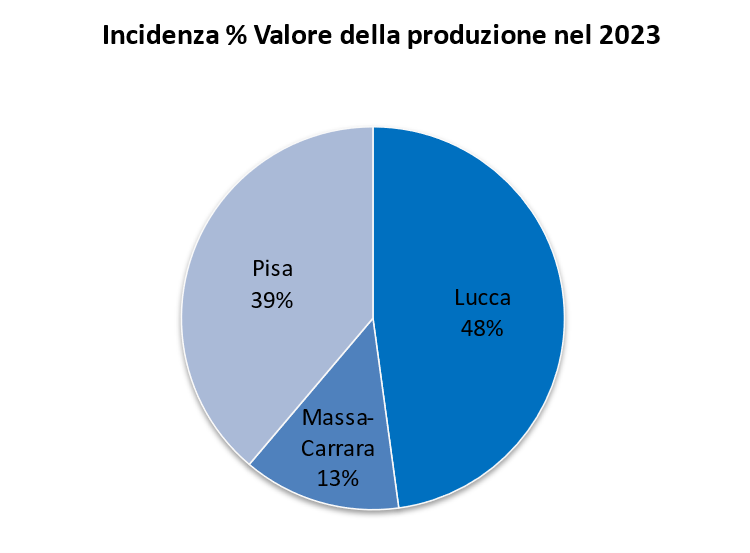 Incidenza % Valore della produzione nel 2023
Pisa
39%
Lucca
48%
Massa-
Carrara
13%